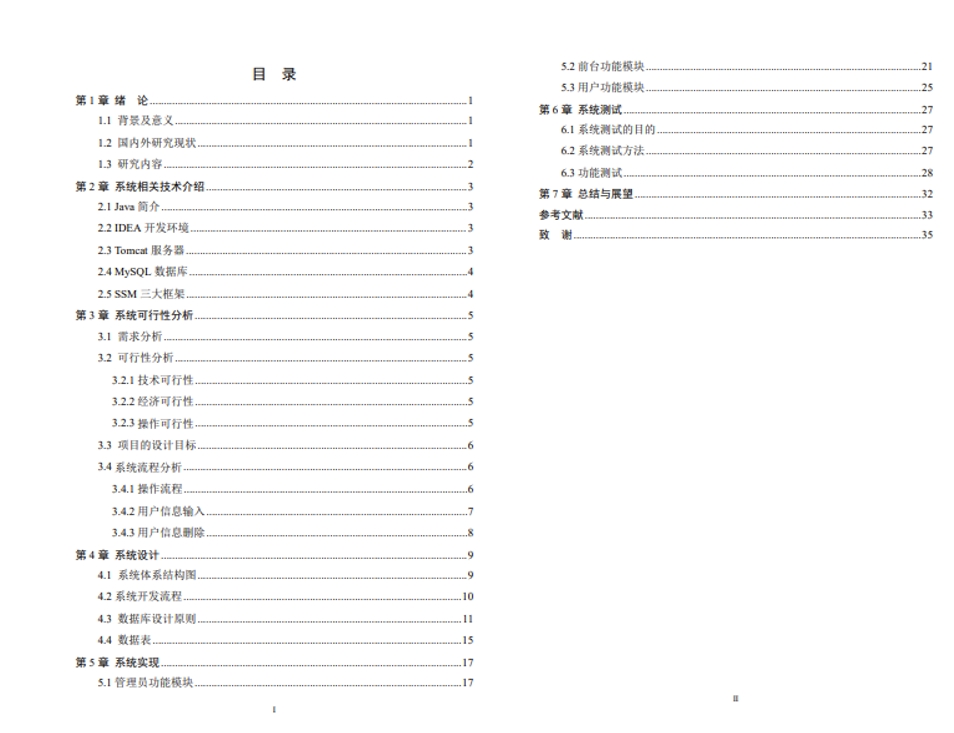 目 录
第 1 章 绪 论 1
1.1 背景及意义 1
1.2 国内外研究现状 1
1.3 研究内容 2
第 2 章 系统相关技术介绍 3
2.1 Java 简介 3
2.2 IDEA 开发环境 3
2.3 Tomcat 服务器 3
2.4 MySQL 数据库 4
2.5 SSM 三大框架 4
第 3 章 系统可行性分析 5
3.1 需求分析 5
3.2 可行性分析 5
3.2.1 技术可行性 5
3.2.2 经济可行性 5
3.2.3 操作可行性 5
3.3 项目的设计目标 6
3.4 系统流程分析 6
3.4.1 操作流程 6
3.4.2 用户信息输入 7
3.4.3 用户信息删除 8
第 4 章 系统设计 9
4.1 系统体系结构图 9
4.2 系统开发流程 10
4.3 数据库设计原则 11
4.4 数据表 15
第 5 章 系统实现 17
5.1 管理员功能模块 17
I
5.2 前台功能模块 21
5.3 用户功能模块 25
第 6 章 系统测试 27
6.1 系统测试的目的 27
6.2 系统测试方法 27
6.3 功能测试 28
第 7 章 总结与展望 32
参考文献 33
致 谢 35
II